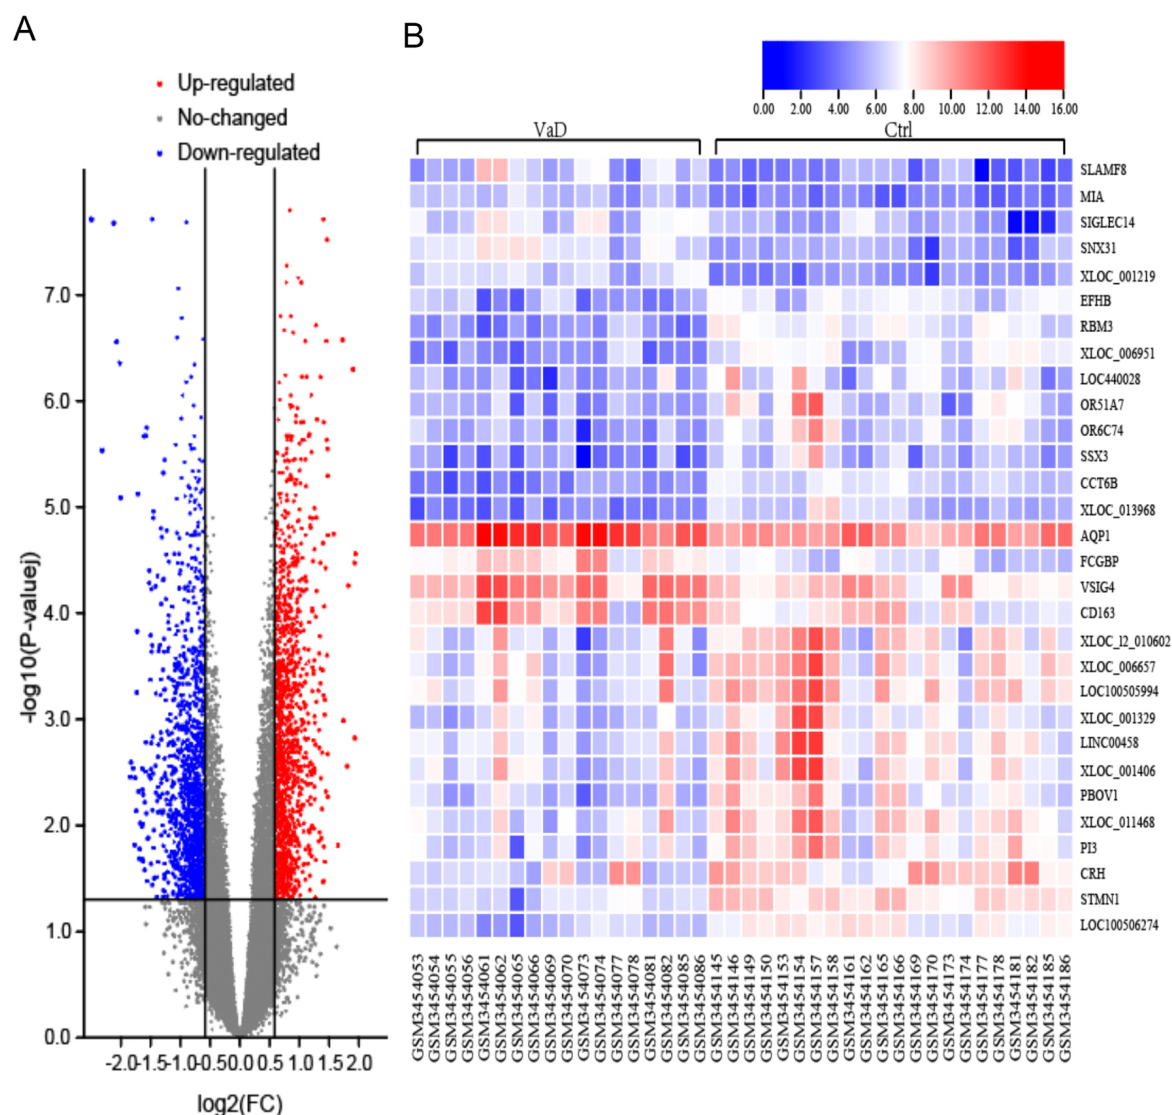 A
B
Up-regulated
No-changed
Down-regulated
0.00 2.00 4.00 6.00 8.00 10.00 12.00 14.00 16.00
VaD
Ctrl
7.0
6.0
5.0
4.0
3.0
2.0
1.0
0.0
-log10(P-valuej)
-2.0-1.5-1.0-0.50.0 0.5 1.0 1.5 2.0
log2(FC)
SLAMF8
MIA
SIGLEC14
SNX31
XLOC_001219
EFHB
RBM3
XLOC_006951
LOC440028
OR51A7
OR6C74
SSX3
CCT6B
XLOC_013968
AQP1
FCGBP
VSIG4
CD163
XLOC_l2_010602
XLOC_006657
LOC100505994
XLOC_001329
LINC00458
XLOC_001406
PBOV1
XLOC_011468
PI3
CRH
STMN1
LOC100506274
GSM3454053
GSM3454054
GSM3454055
GSM3454056
GSM3454061
GSM3454062
GSM3454065
GSM3454066
GSM3454069
GSM3454070
GSM3454073
GSM3454074
GSM3454077
GSM3454078
GSM3454081
GSM3454082
GSM3454085
GSM3454086
GSM3454145
GSM3454146
GSM3454149
GSM3454150
GSM3454153
GSM3454154
GSM3454157
GSM3454158
GSM3454161
GSM3454162
GSM3454165
GSM3454166
GSM3454169
GSM3454170
GSM3454173
GSM3454174
GSM3454177
GSM3454178
GSM3454181
GSM3454182
GSM3454185
GSM3454186